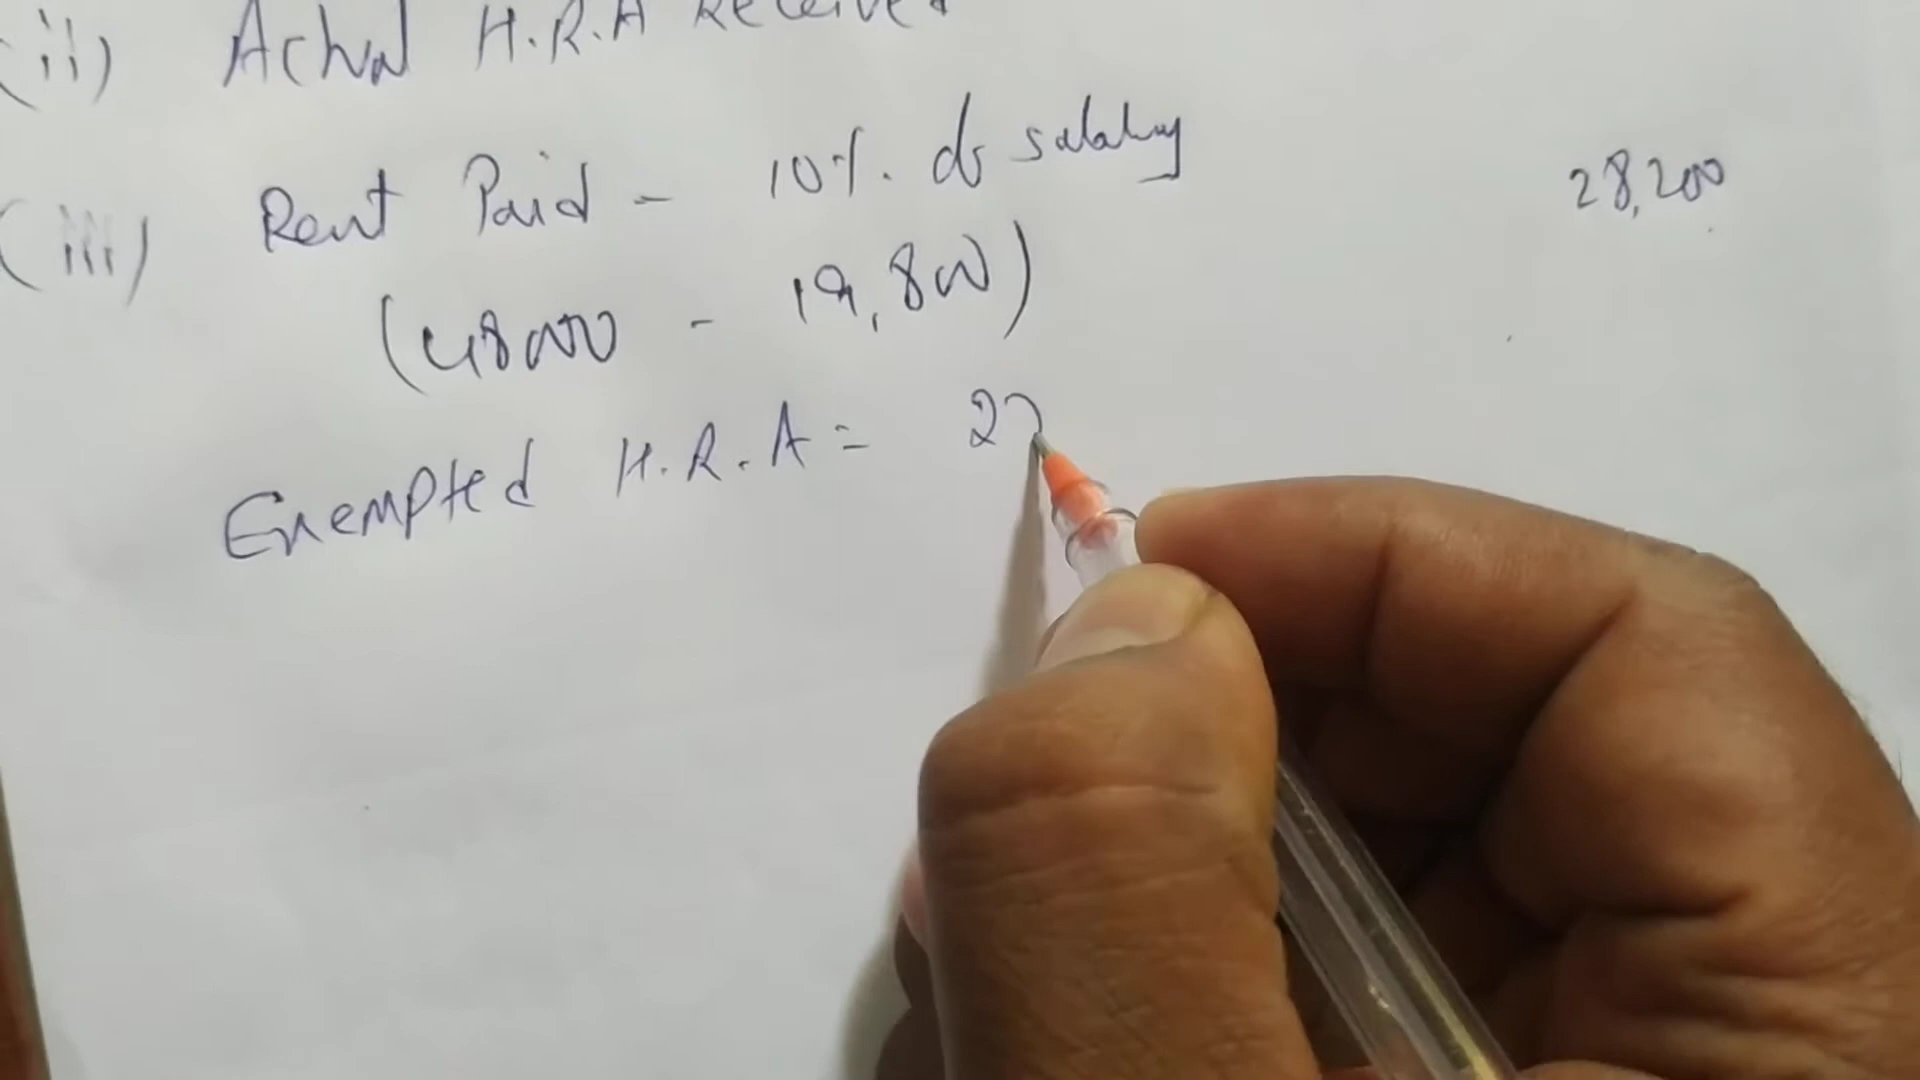 (ii) Actual H.R.A Received
(iii) Rent Paid - 10% of salary 28,200
(48000 - 19,800)
Exempted H.R.A = 2